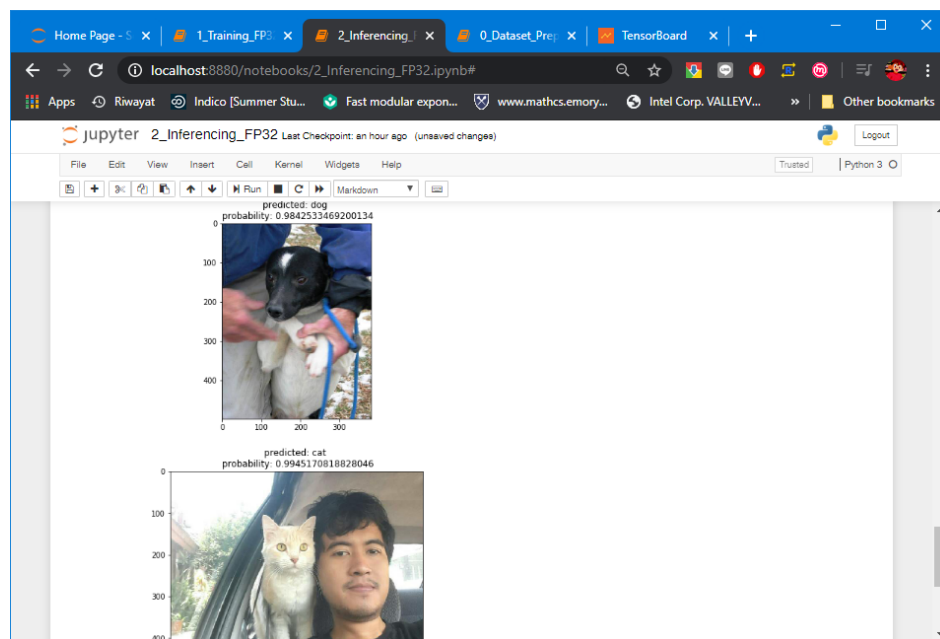 Home Page - S
1_Training_FP3
2_Inferencing_F
0_Dataset_Prep
TensorBoard
localhost:8880/notebooks/2_Inferencing_FP32.ipynb#
Apps Riwayat Indico [Summer Stu... Fast modular expon... www.mathcs.emory... Intel Corp. VALLEYV... » Other bookmarks
jupyter 2_Inferencing_FP32 Last Checkpoint: an hour ago (unsaved changes) Logout
File Edit View Insert Cell Kernel Widgets Help Trusted Python 3
Run Markdown
predicted: dog
probability: 0.9842533469200134
0
100
200
300
400
0 100 200 300
predicted: cat
probability: 0.9945170818828046
0
100
200
300
400